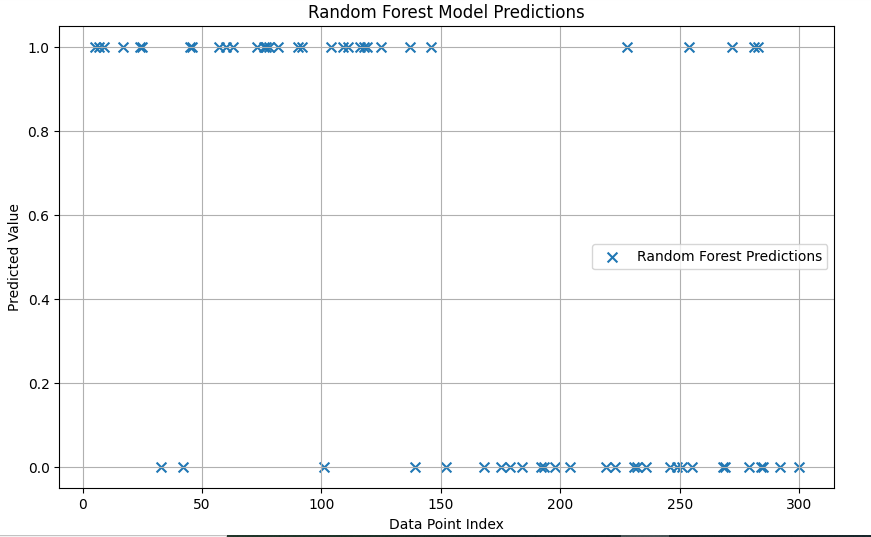 Random Forest Model Predictions
1.0
0.8
0.6
0.4
0.2
0.0
Predicted Value
Random Forest Predictions
0 50 100 150 200 250 300
Data Point Index